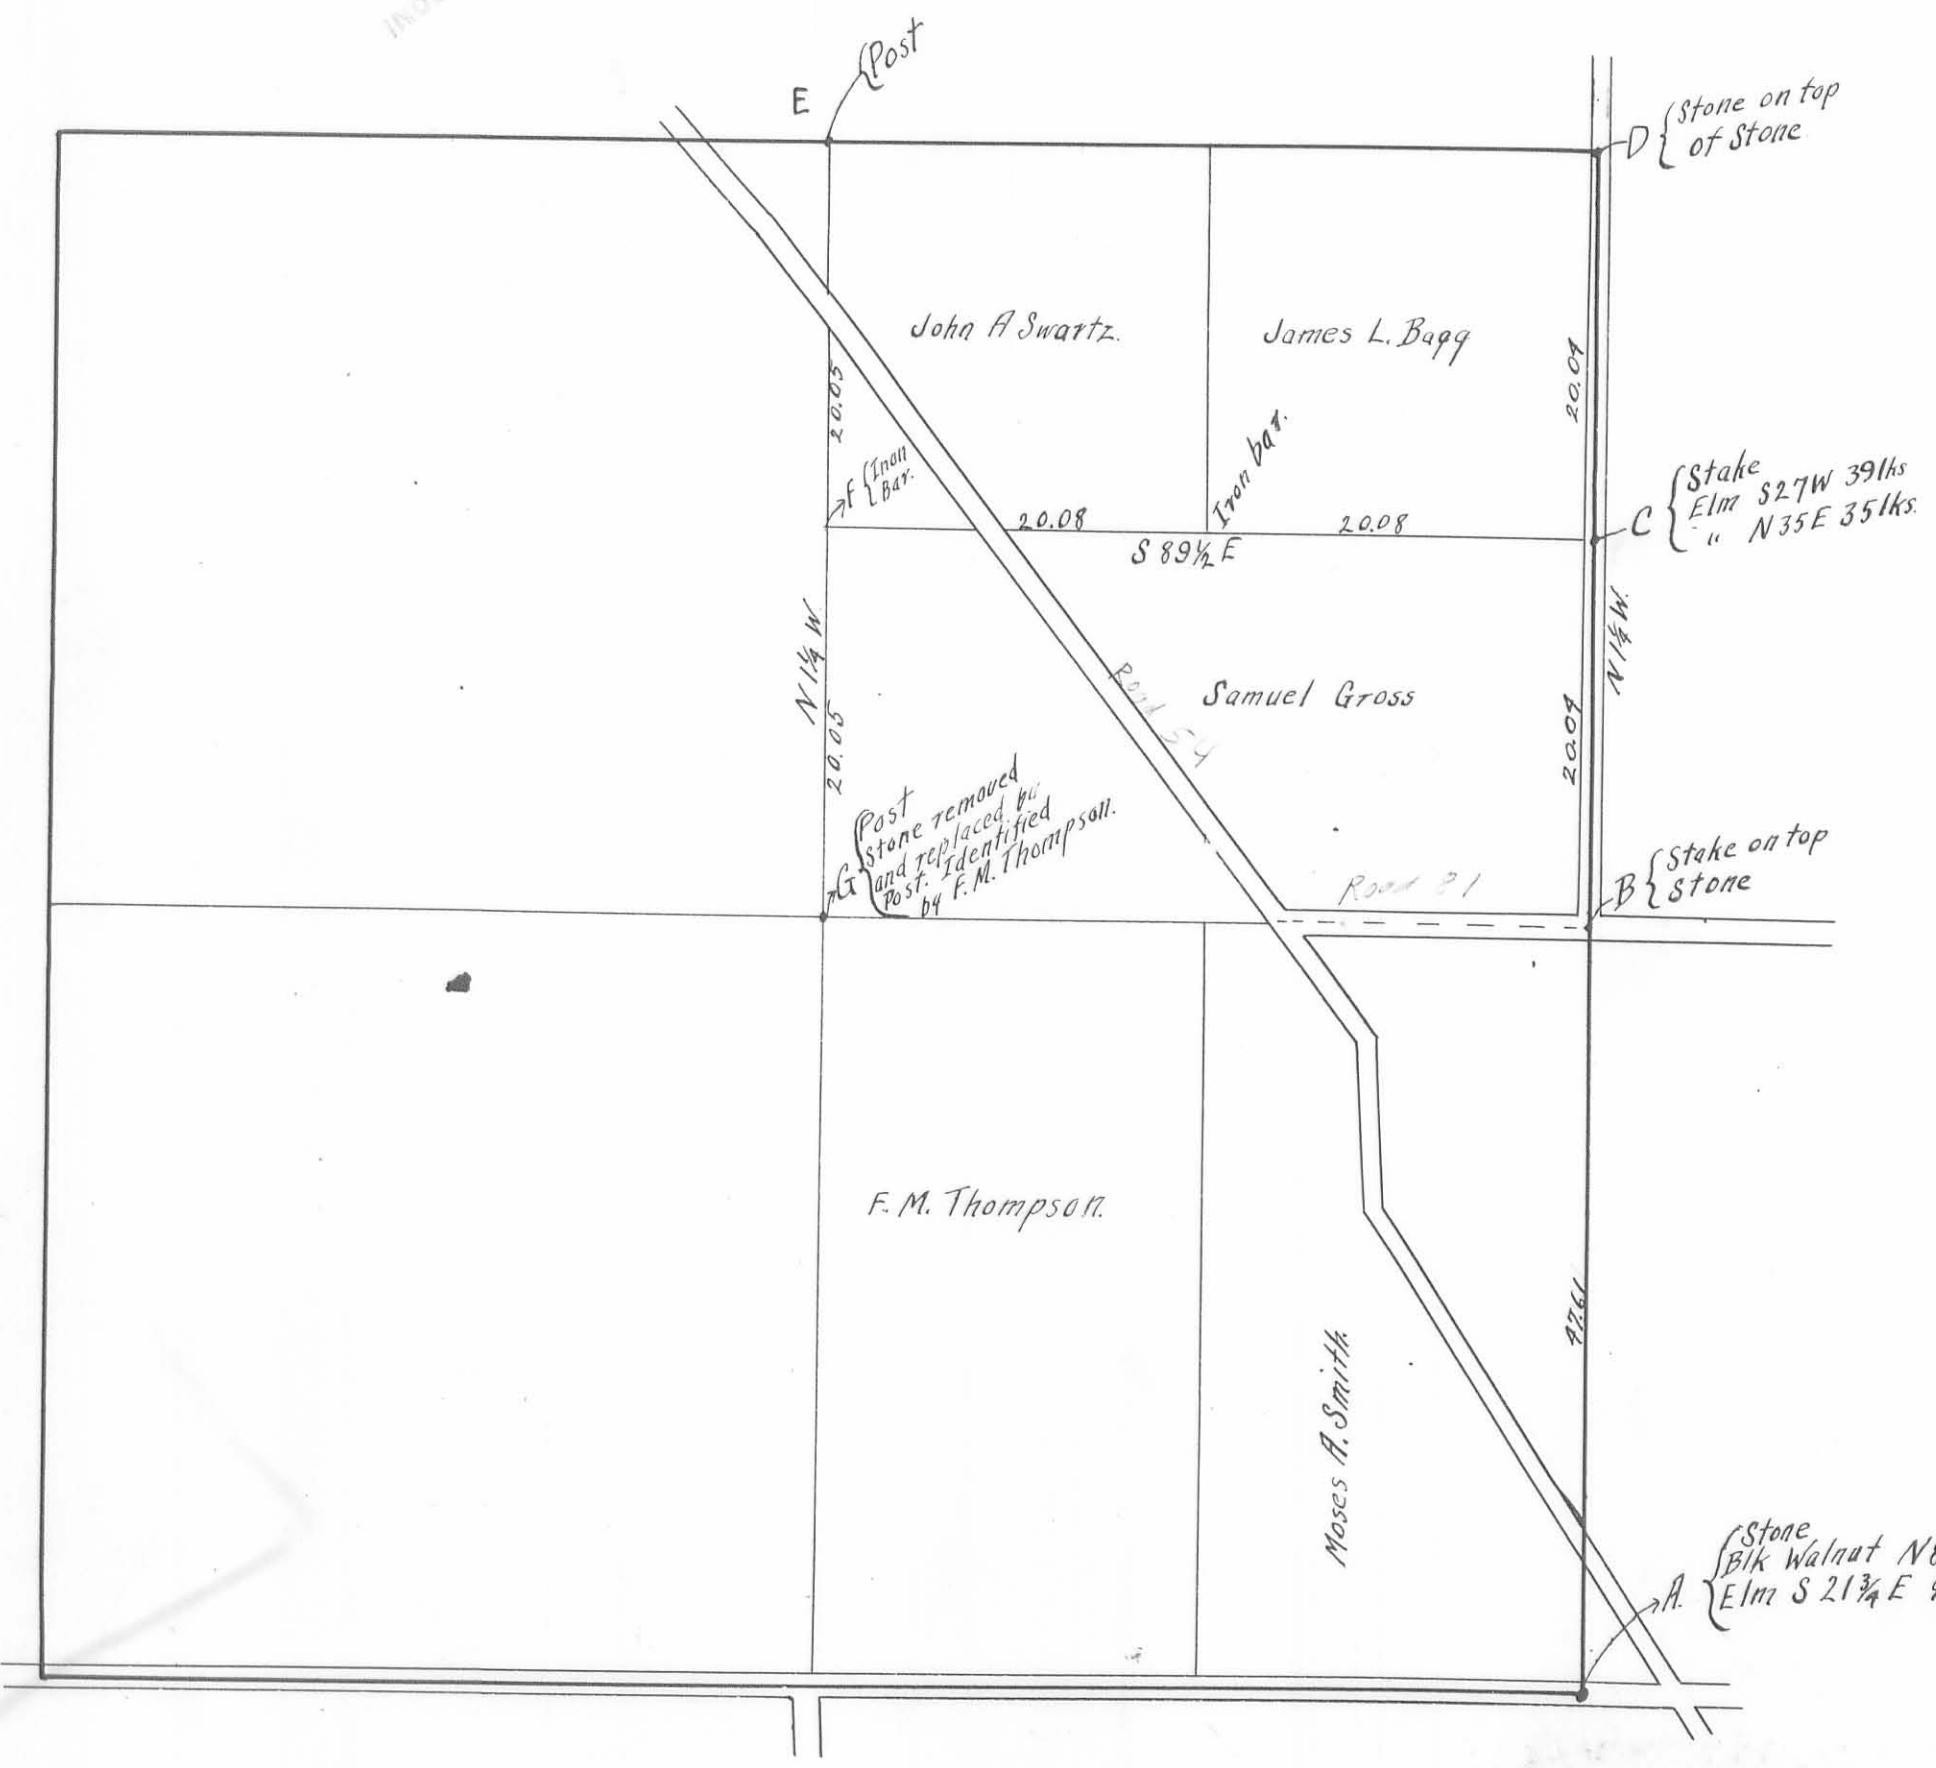 Post
E
D
Stone on top
of Stone
John A Swartz.
James L. Bagg
20.05
20.04
F
Iron
Bar.
Iron bar.
C
Stake
Elm S27W 39lks
" N35E 35lks.
20.08
20.08
S 89½ E
N 1¼ W.
N 1¼ W.
Road 54
Samuel Gross
20.05
20.04
G
Post
Stone removed
and replaced by
Post. Identified
by F. M. Thompson.
B
Stake on top
Stone
Road 81
F. M. Thompson.
47.61
Moses A. Smith.
A.
Stone
Blk Walnut N
Elm S 21¾ E